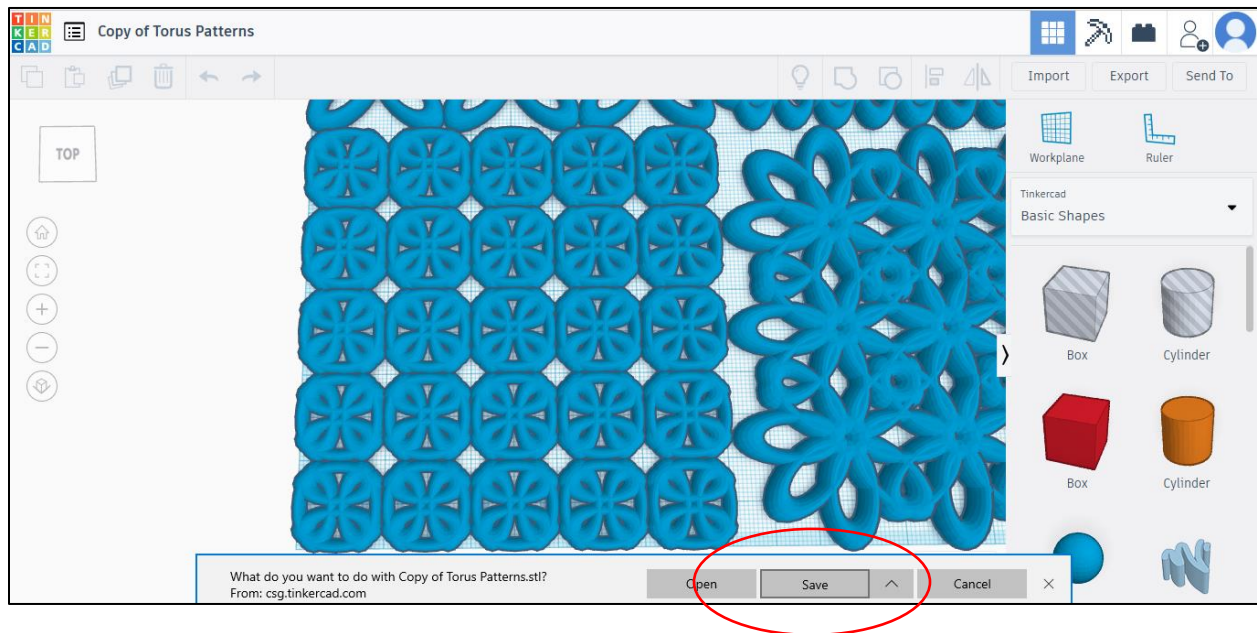 TIN
KER
CAD
Copy of Torus Patterns
Import
Export
Send To
TOP
Workplane
Ruler
Tinkercad
Basic Shapes
Box
Cylinder
Box
Cylinder
What do you want to do with Copy of Torus Patterns.stl?
From: csg.tinkercad.com
Open
Save
Cancel